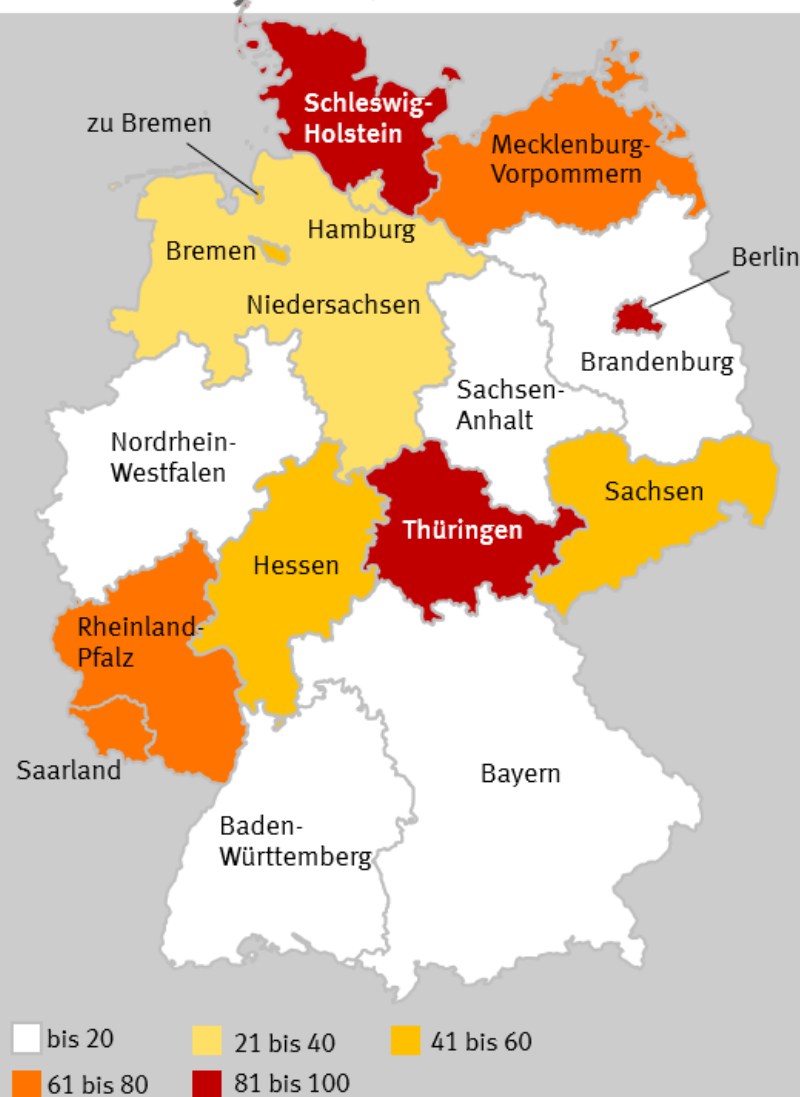 Schleswig-
Holstein
zu Bremen
Mecklenburg-
Vorpommern
Hamburg
Bremen
Berlin
Niedersachsen
Brandenburg
Sachsen-
Anhalt
Nordrhein-
Westfalen
Sachsen
Thüringen
Hessen
Rheinland-
Pfalz
Saarland
Bayern
Baden-
Württemberg
bis 20
21 bis 40
41 bis 60
61 bis 80
81 bis 100